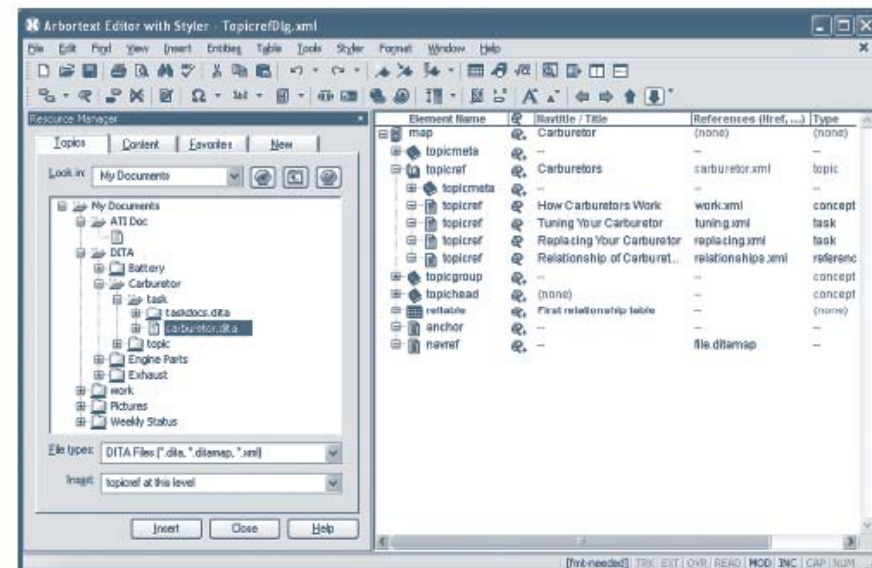 Arbortext Editor with Styler - TopicrefDlg.xml
File Edit Find View Insert Entities Table Tools Styler Format Window Help
Resource Manager
Topics Content Favorites New
Look in: My Documents
My Documents
ATI Doc
DITA
Battery
Carburetor
task
taskdocs.dita
carburetor.dita
topic
Engine Parts
Exhaust
work
Pictures
Weekly Status
File types: DITA Files (*.dita, *.ditamap, *.xml)
Insert: topicref at this level
Insert Close Help
Element Name Navtitle / Title References (Href, ...) Type
map Carburetor (none) (none)
topicmeta -- -- --
topicref Carburetors carburetor.xml topic
topicmeta -- -- --
topicref How Carburetors Work work.xml concept
topicref Tuning Your Carburetor tuning.xml task
topicref Replacing Your Carburetor replacing.xml task
topicref Relationship of Carburet... relationships.xml referenc
topicgroup -- -- concept
topichead (none) -- concept
reltable First relationship table -- (none)
anchor -- -- --
navref -- file.ditamap --
[fmt-needed] TRK EXT OVR READ MOD INC CAP NUM